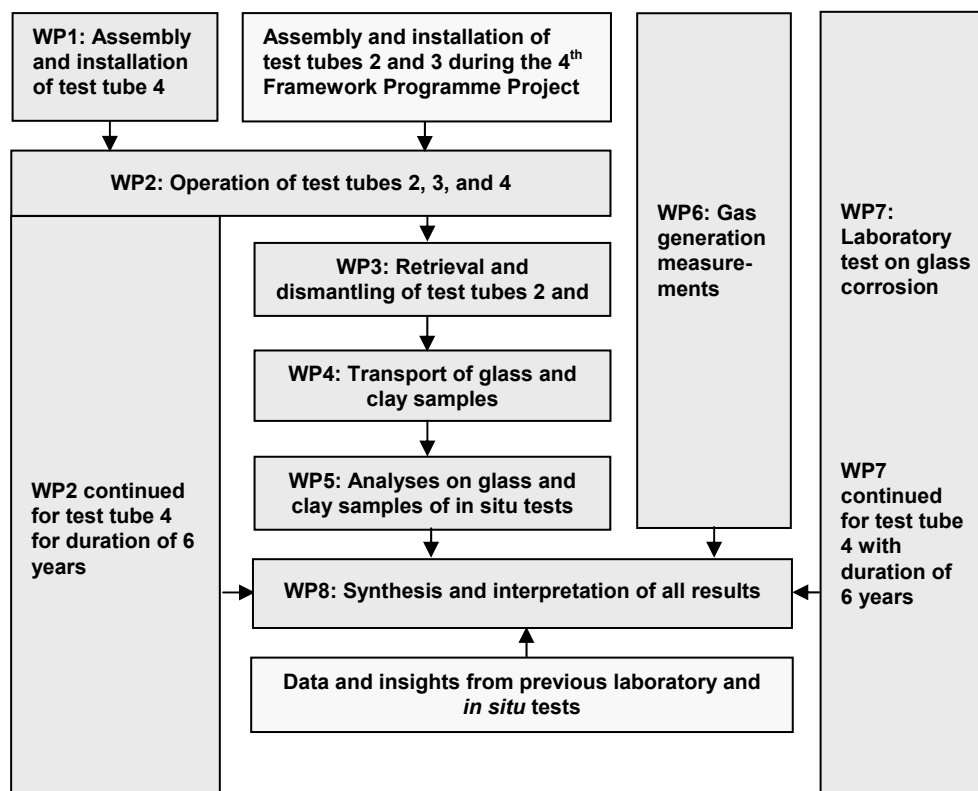 WP1: Assembly
and installation
of test tube 4
Assembly and installation of
test tubes 2 and 3 during the 4th
Framework Programme Project
WP2: Operation of test tubes 2, 3, and 4
WP3: Retrieval and
dismantling of test tubes 2 and
WP4: Transport of glass and
clay samples
WP5: Analyses on glass and
clay samples of in situ tests
WP6: Gas
generation
measure-
ments
WP7:
Laboratory
test on glass
corrosion
WP2 continued
for test tube 4
for duration of 6
years
WP7
continued
for test tube
4 with
duration of
6 years
WP8: Synthesis and interpretation of all results
Data and insights from previous laboratory and
in situ tests